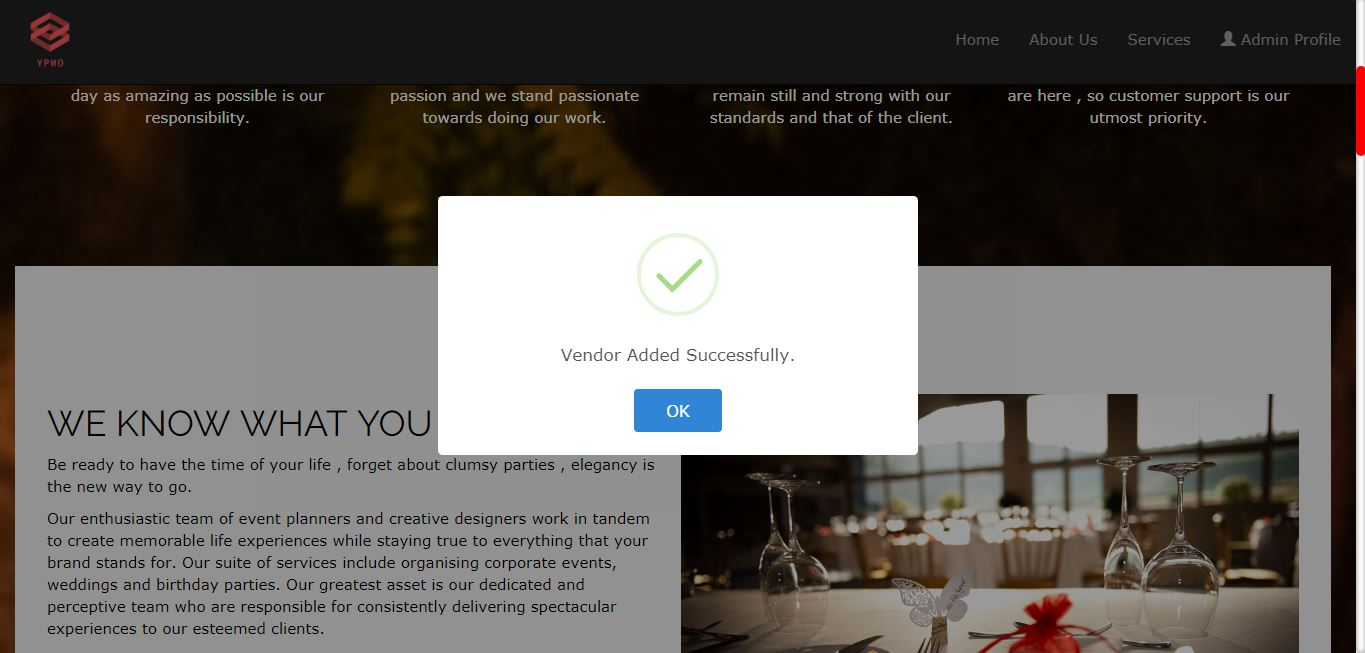 YPWO
Home
About Us
Services
Admin Profile
day as amazing as possible is our
responsibility.
passion and we stand passionate
towards doing our work.
remain still and strong with our
standards and that of the client.
are here , so customer support is our
utmost priority.
Vendor Added Successfully.
OK
WE KNOW WHAT YOU
Be ready to have the time of your life , forget about clumsy parties , elegancy is
the new way to go.
Our enthusiastic team of event planners and creative designers work in tandem
to create memorable life experiences while staying true to everything that your
brand stands for. Our suite of services include organising corporate events,
weddings and birthday parties. Our greatest asset is our dedicated and
perceptive team who are responsible for consistently delivering spectacular
experiences to our esteemed clients.